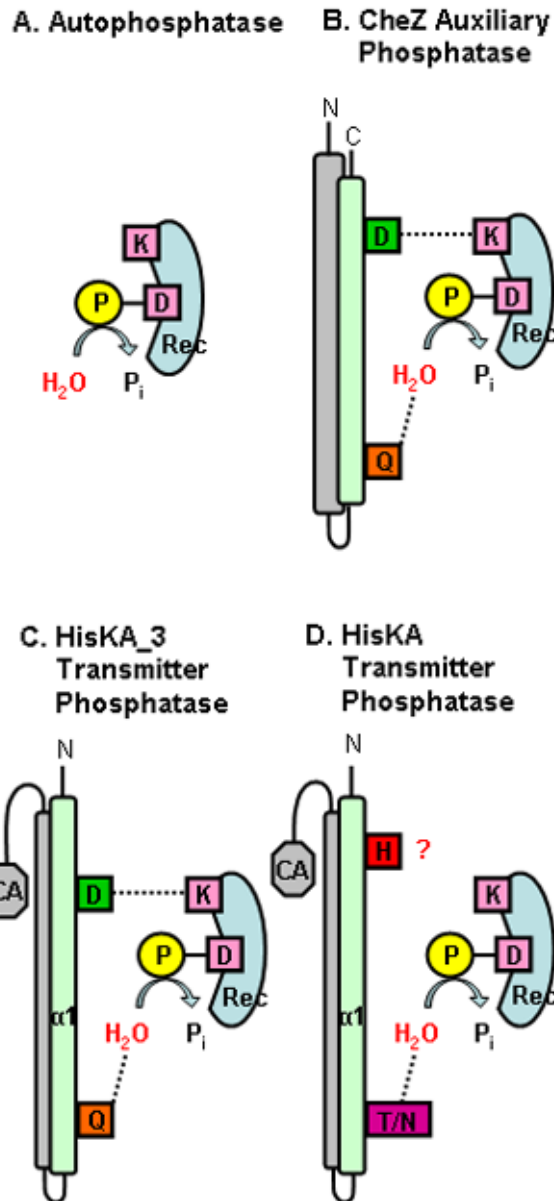 A. Autophosphatase
B. CheZ Auxiliary
Phosphatase
K
P
D
Rec
H₂O
Pᵢ
N
C
D
K
P
D
Rec
H₂O
Pᵢ
Q
C. HisKA_3
Transmitter
Phosphatase
N
CA
D
K
P
D
Rec
α1
H₂O
Pᵢ
Q
D. HisKA
Transmitter
Phosphatase
N
CA
H ?
K
P
D
Rec
α1
H₂O
Pᵢ
T/N